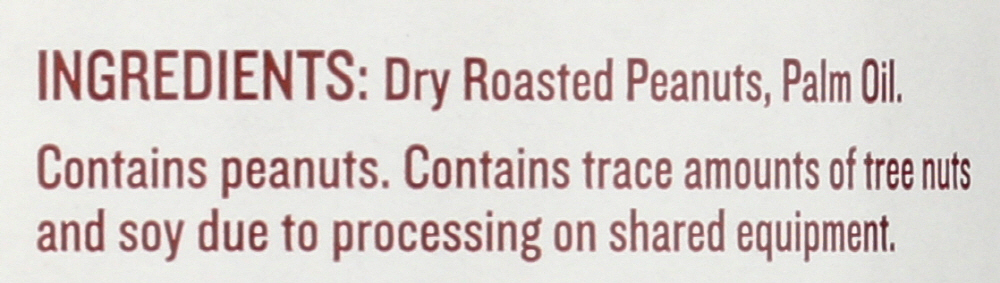 INGREDIENTS: Dry Roasted Peanuts, Palm Oil.
Contains peanuts. Contains trace amounts of tree nuts
and soy due to processing on shared equipment.